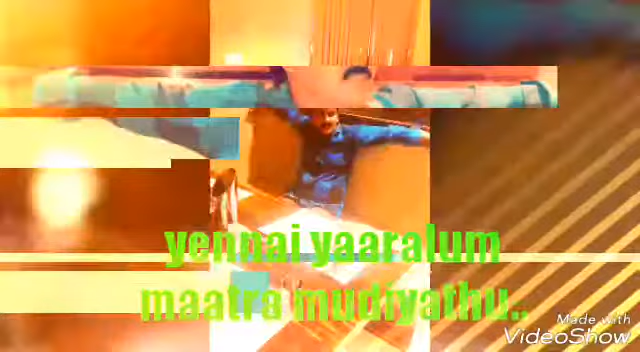 yennai yaaralum
maatra mudiyathu..
Made with
VideoShow